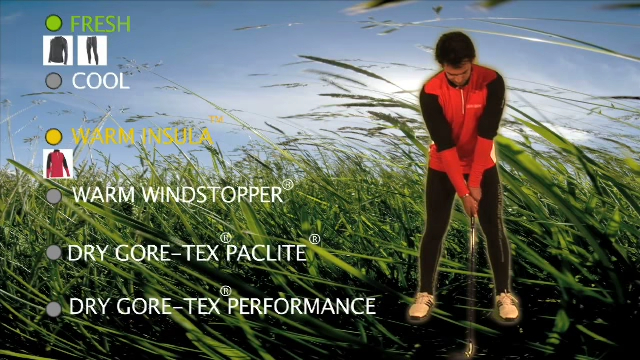 FRESH
COOL
WARM INSULA™
WARM WINDSTOPPER®
DRY GORE-TEX® PACLITE®
DRY GORE-TEX® PERFORMANCE